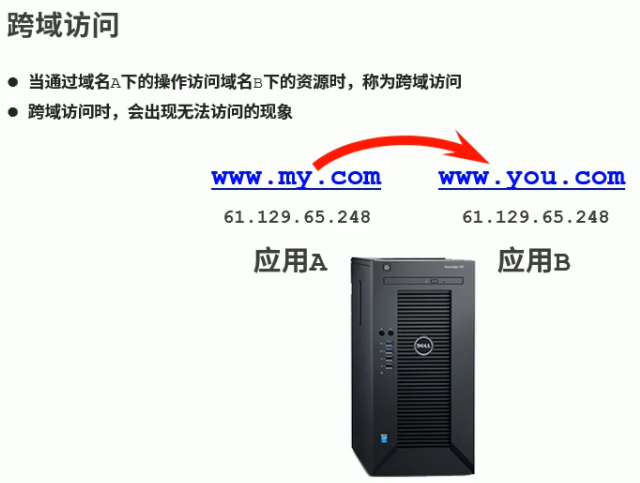 跨域访问
● 当通过域名A下的操作访问域名B下的资源时，称为跨域访问
● 跨域访问时，会出现无法访问的现象
www.my.com www.you.com
61.129.65.248 61.129.65.248
应用A 应用B
DELL